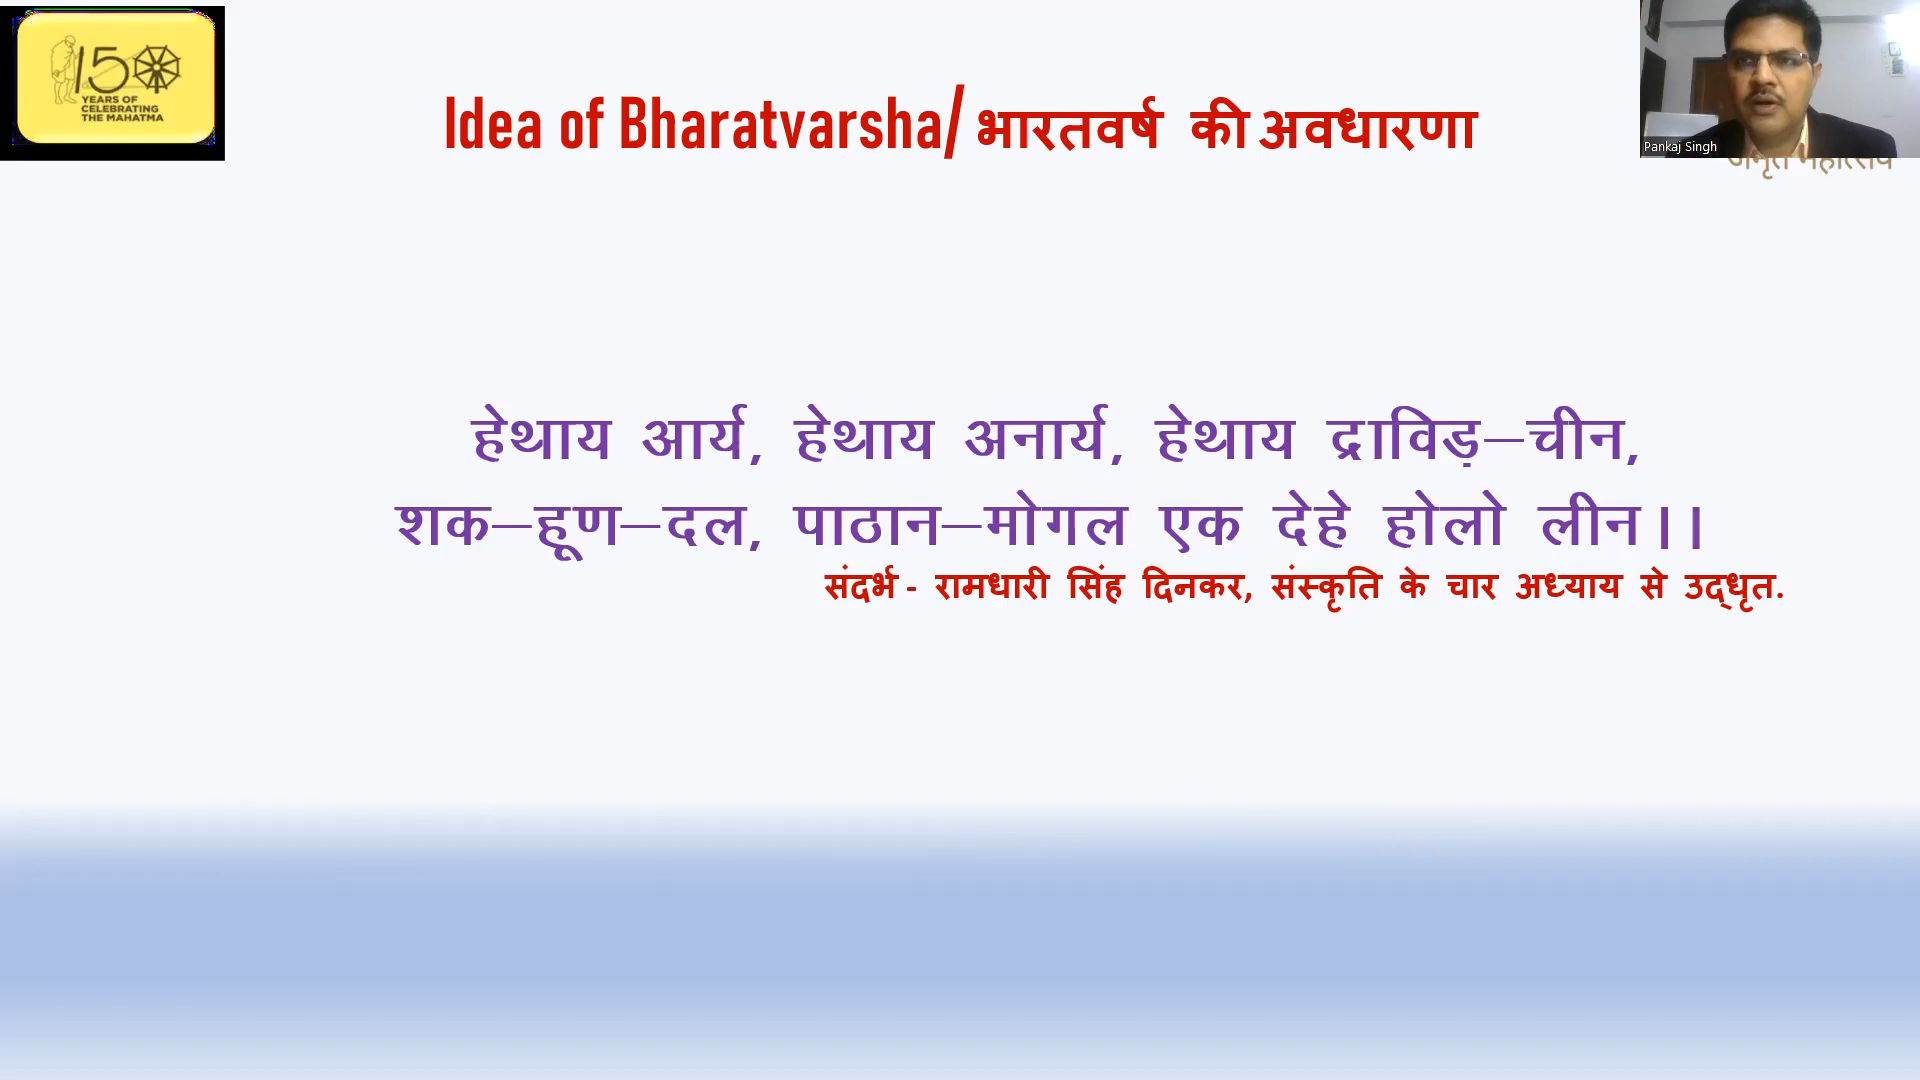 150
YEARS OF
CELEBRATING
THE MAHATMA
Idea of Bharatvarsha/ भारतवर्ष की अवधारणा
Pankaj Singh
हेथाय आर्य, हेथाय अनार्य, हेथाय द्राविड़–चीन,
शक–हूण–दल, पाठान–मोगल एक देहे होलो लीन।।
संदर्भ - रामधारी सिंह दिनकर, संस्कृति के चार अध्याय से उद्धृत.